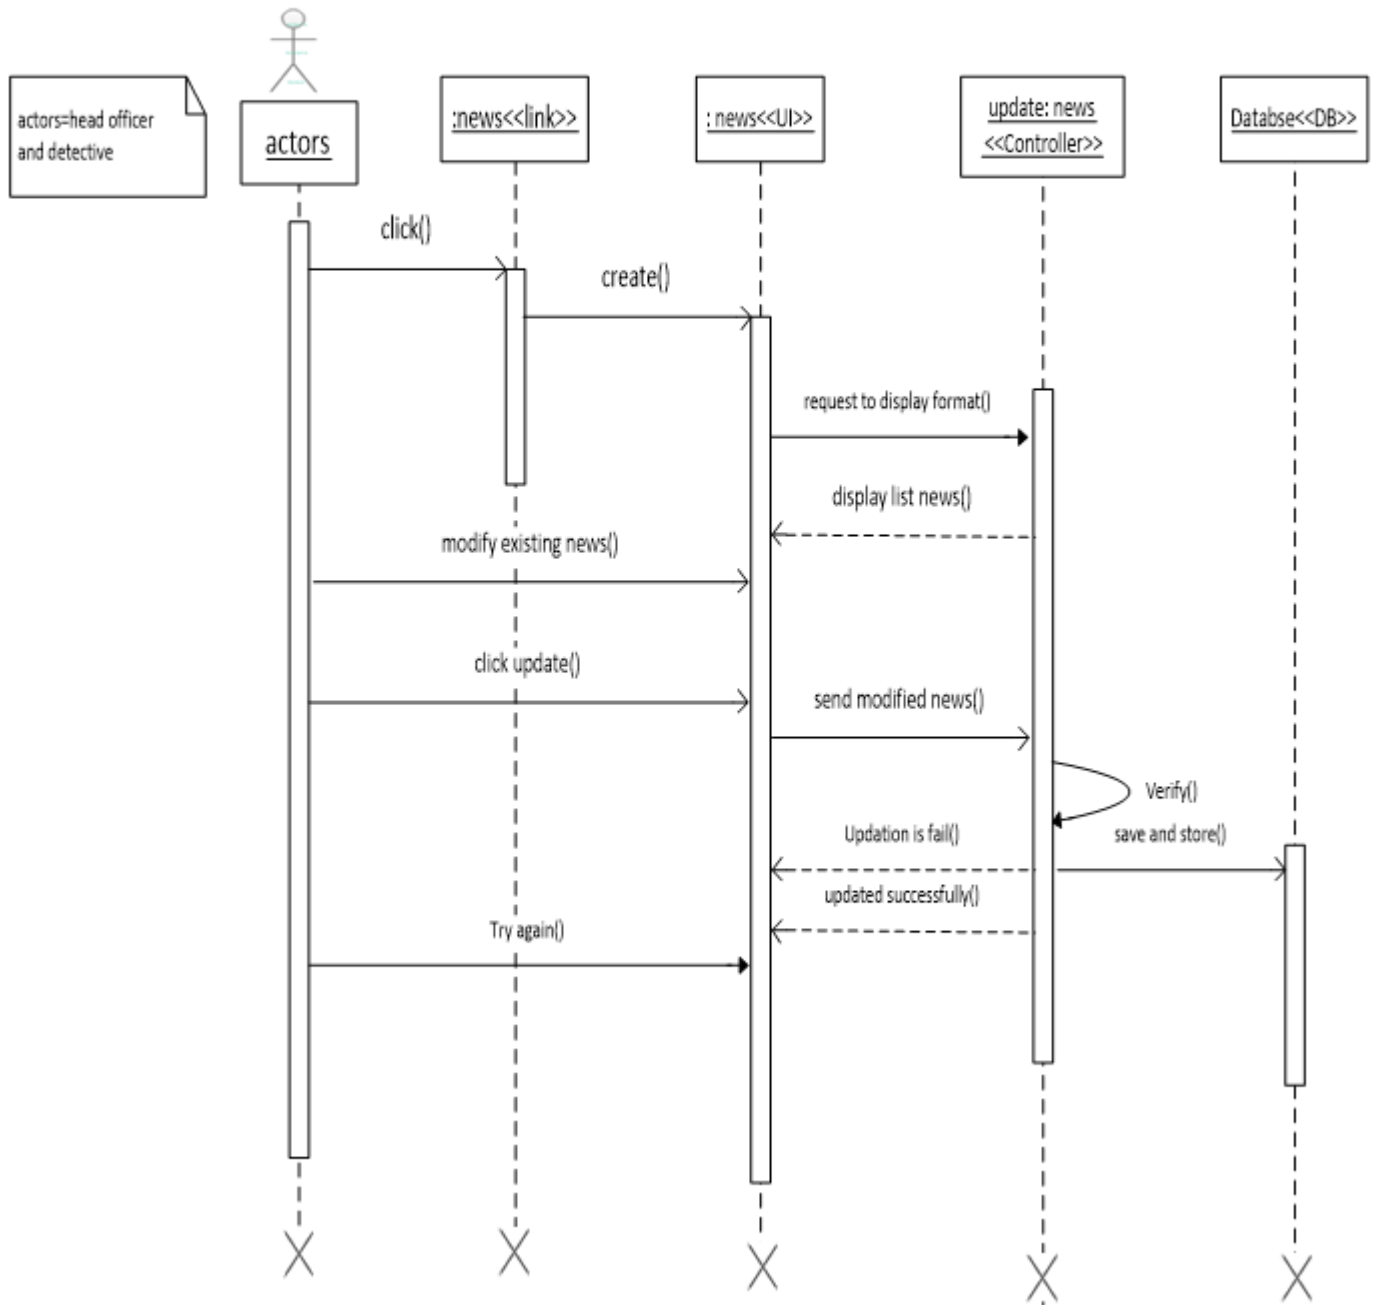 actors=head officer
and detective
actors
:news<<link>>
: news<<UI>>
update: news
<<Controller>>
Databse<<DB>>
click()
create()
request to display format()
display list news()
modify existing news()
click update()
send modified news()
Verify()
Updation is fail()
save and store()
updated successfully()
Try again()